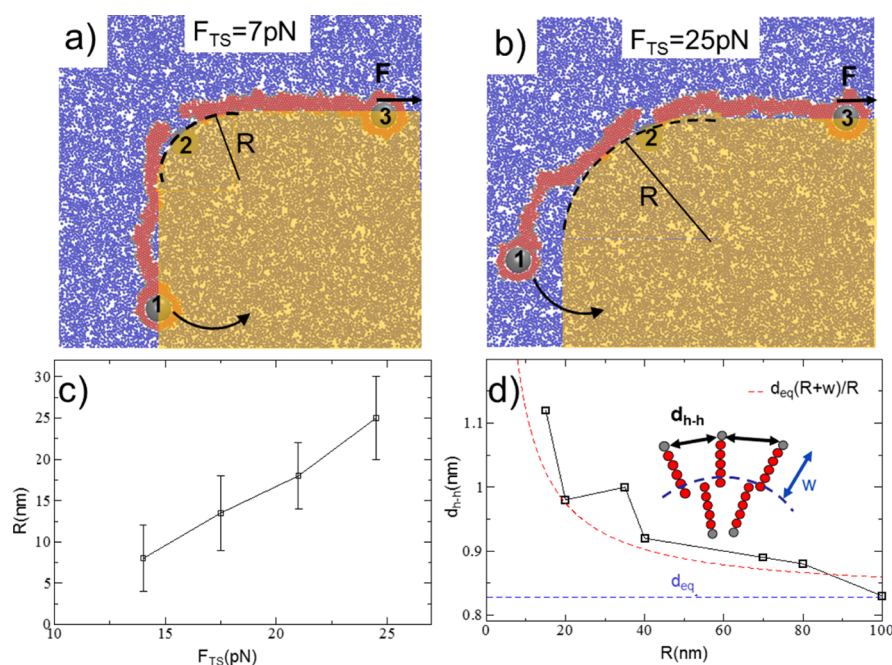 a)
F_TS=7pN
F
1
2
3
R
b)
F_TS=25pN
F
1
2
3
R
c)
R(nm)
30
25
20
15
10
5
0
10
15
20
25
F_TS(pN)
d)
d_h-h(nm)
1.1
1
0.9
0.8
0
20
40
60
80
100
R(nm)
d_eq(R+w)/R
d_h-h
w
d_eq